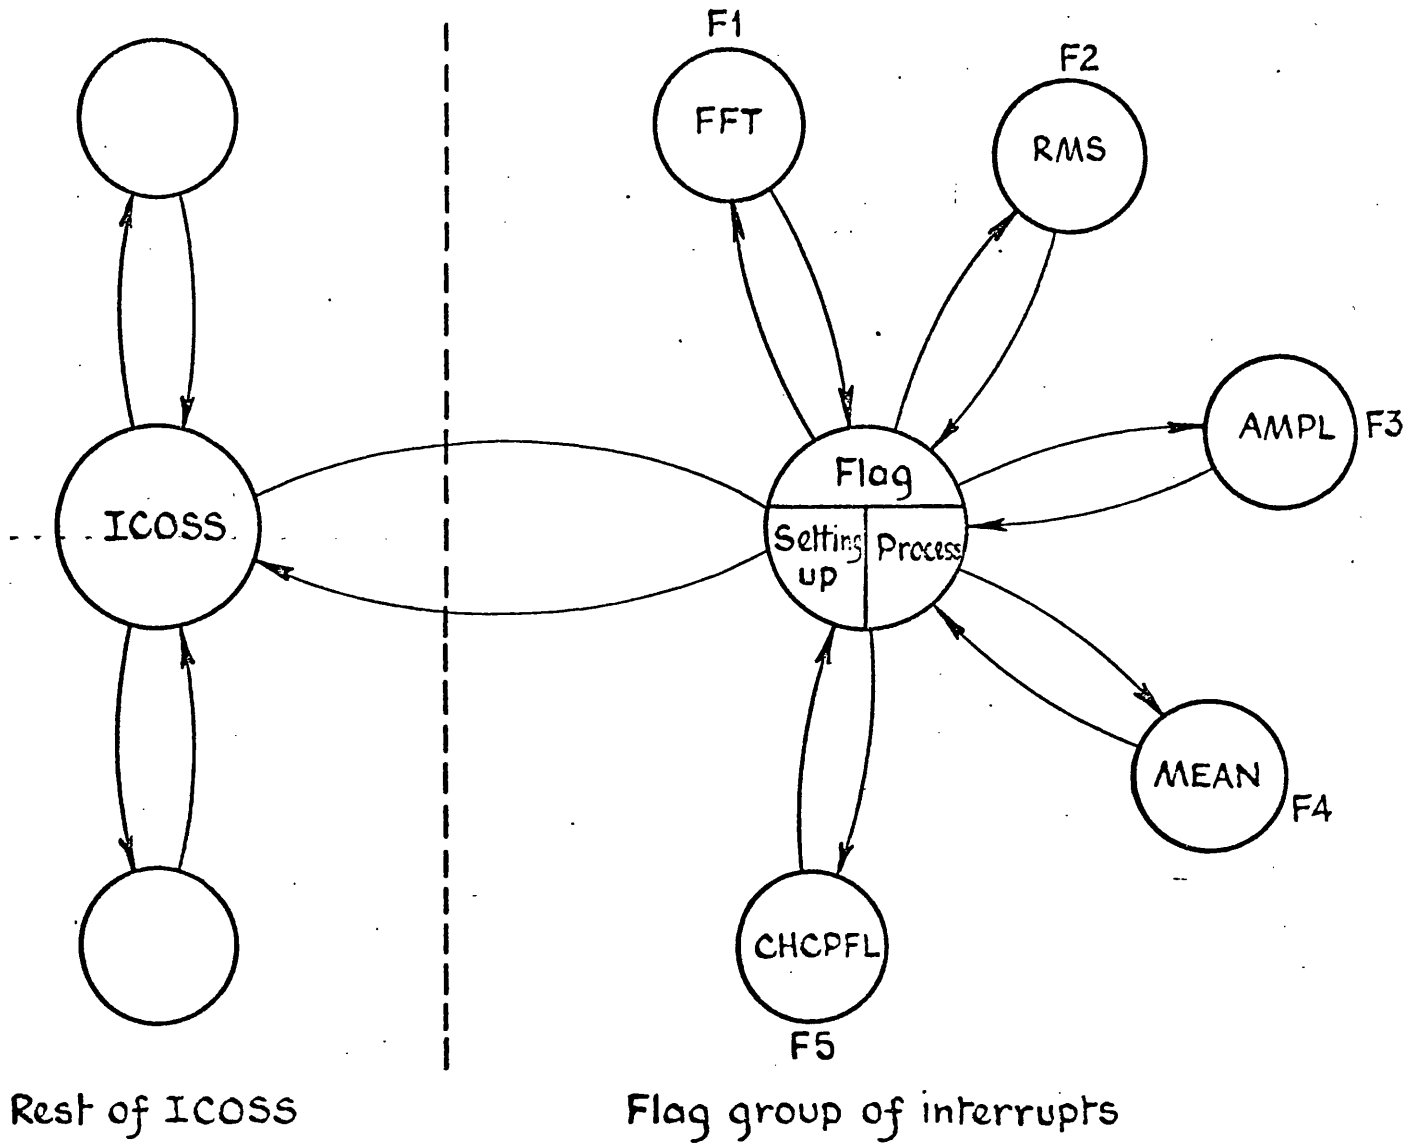 F1
FFT
F2
RMS
AMPL
F3
ICOSS
Flag
Setting
up
Process
MEAN
F4
CHCPFL
F5
Rest of ICOSS
Flag group of interrupts